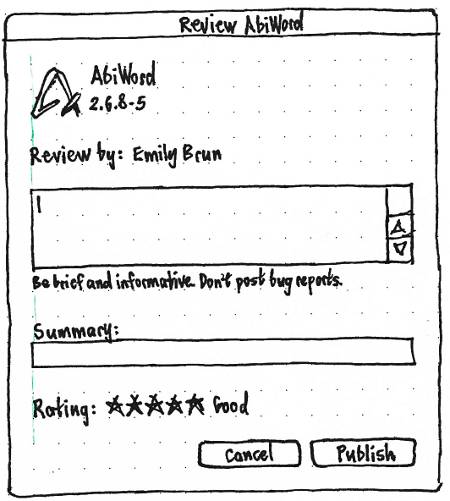 Review AbiWord
AbiWord
2.6.8-5
Review by: Emily Brun
Be brief and informative. Don't post bug reports.
Summary:
Rating: ★★★★★ Good
Cancel
Publish